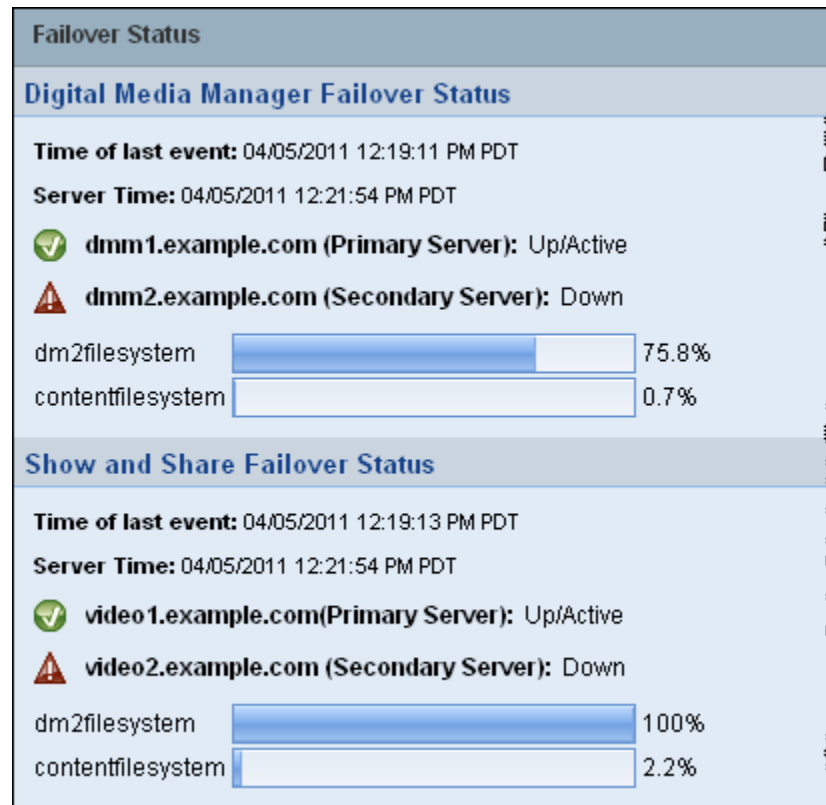 Failover Status
Digital Media Manager Failover Status
Time of last event: 04/05/2011 12:19:11 PM PDT
Server Time: 04/05/2011 12:21:54 PM PDT
dmm1.example.com (Primary Server): Up/Active
dmm2.example.com (Secondary Server): Down
dm2filesystem 75.8%
contentfilesystem 0.7%
Show and Share Failover Status
Time of last event: 04/05/2011 12:19:13 PM PDT
Server Time: 04/05/2011 12:21:54 PM PDT
video1.example.com(Primary Server): Up/Active
video2.example.com (Secondary Server): Down
dm2filesystem 100%
contentfilesystem 2.2%